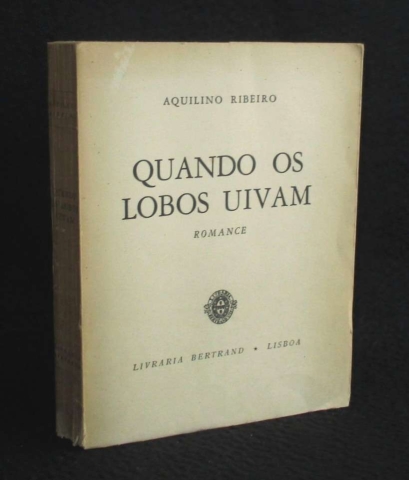 AQUILINO RIBEIRO
QUANDO OS
LOBOS UIVAM
ROMANCE
LIVRARIA BERTRAND • LISBOA